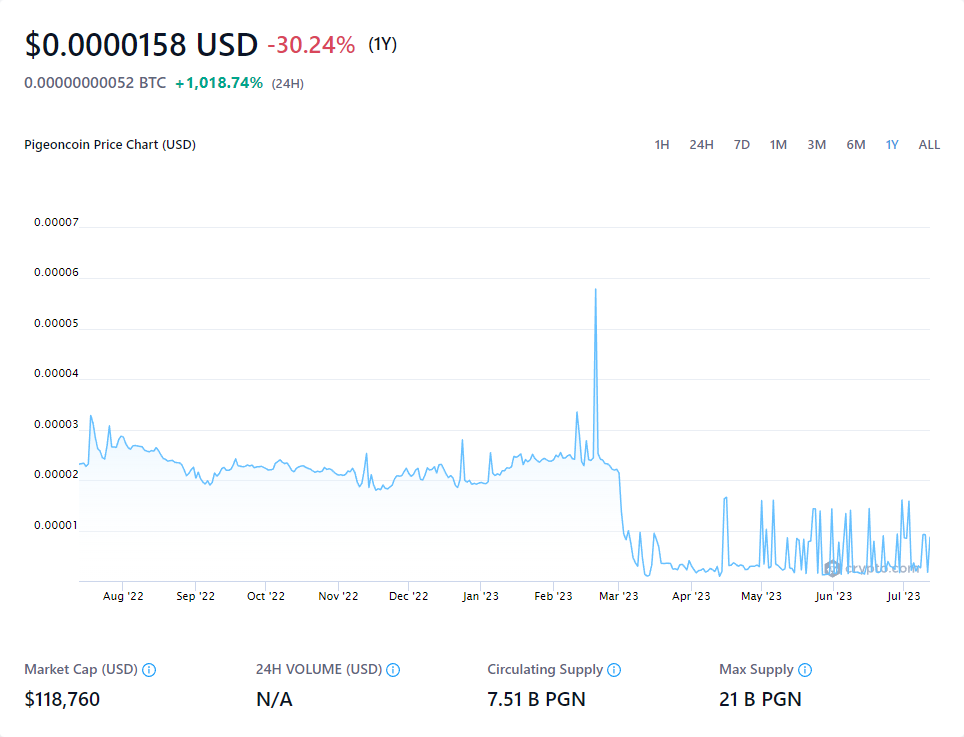 $0.0000158 USD -30.24% (1Y)
0.00000000052 BTC +1,018.74% (24H)
Pigeoncoin Price Chart (USD) 1H 24H 7D 1M 3M 6M 1Y ALL
0.00007
0.00006
0.00005
0.00004
0.00003
0.00002
0.00001
crypto.com
Aug '22 Sep '22 Oct '22 Nov '22 Dec '22 Jan '23 Feb '23 Mar '23 Apr '23 May '23 Jun '23 Jul '23
Market Cap (USD) 24H VOLUME (USD) Circulating Supply Max Supply
$118,760 N/A 7.51 B PGN 21 B PGN